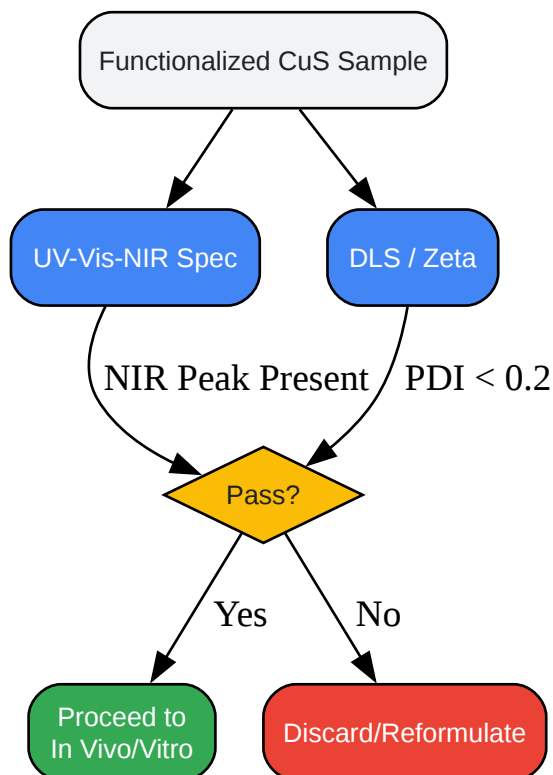 Functionalized CuS Sample
UV-Vis-NIR Spec
DLS / Zeta
NIR Peak Present
PDI < 0.2
Pass?
Yes
No
Proceed to
In Vivo/Vitro
Discard/Reformulate